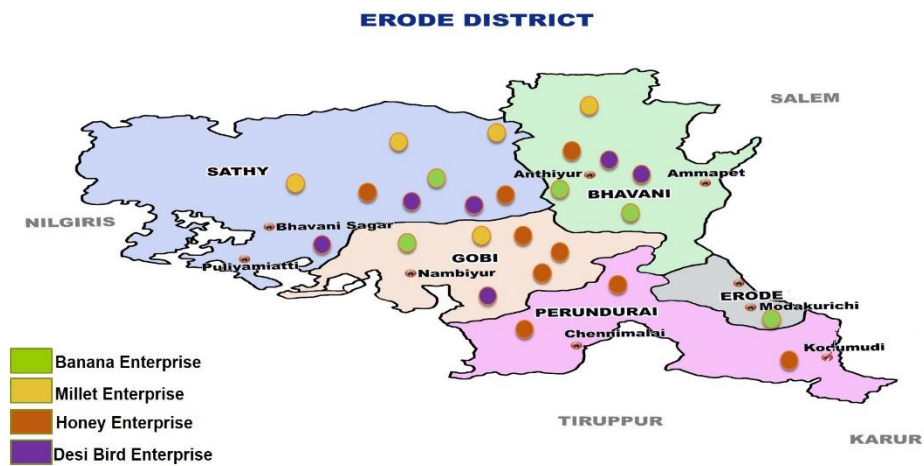 ERODE DISTRICT
SALEM
SATHY
Anthiyur
Ammapet
BHAVANI
NILGIRIS
Bhavani Sagar
Puliyamiatti
GOBI
Nambiyur
ERODE
Modakurichi
PERUNDURAI
Chennimalai
Kodumudi
Banana Enterprise
Millet Enterprise
Honey Enterprise
Desi Bird Enterprise
TIRUPPUR
KARUR